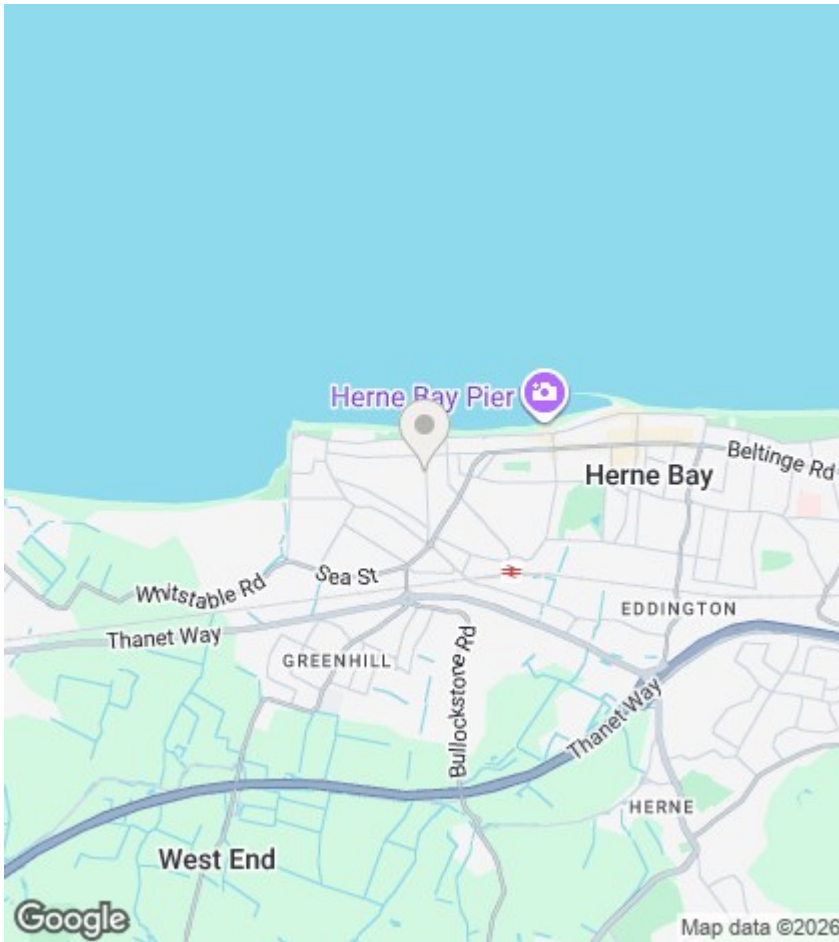 Herne Bay Pier
Beltinge Rd
Herne Bay
Whitstable Rd
Sea St
EDDINGTON
Thanet Way
GREENHILL
Bullockstone Rd
Thanet Way
HERNE
West End
Google
Map data ©2026